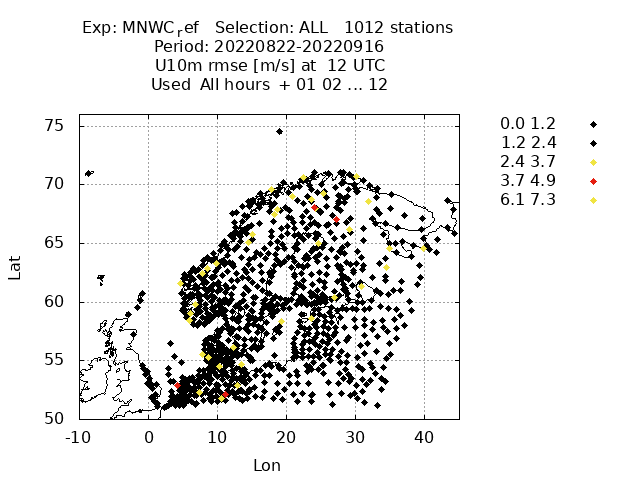 Exp: MNWC_ref   Selection: ALL   1012 stations
Period: 20220822-20220916
U10m rmse [m/s] at  12 UTC
Used  All hours  + 01 02 ... 12
0.0 1.2
1.2 2.4
2.4 3.7
3.7 4.9
6.1 7.3
75
70
65
60
55
50
Lat
-10 0 10 20 30 40
Lon